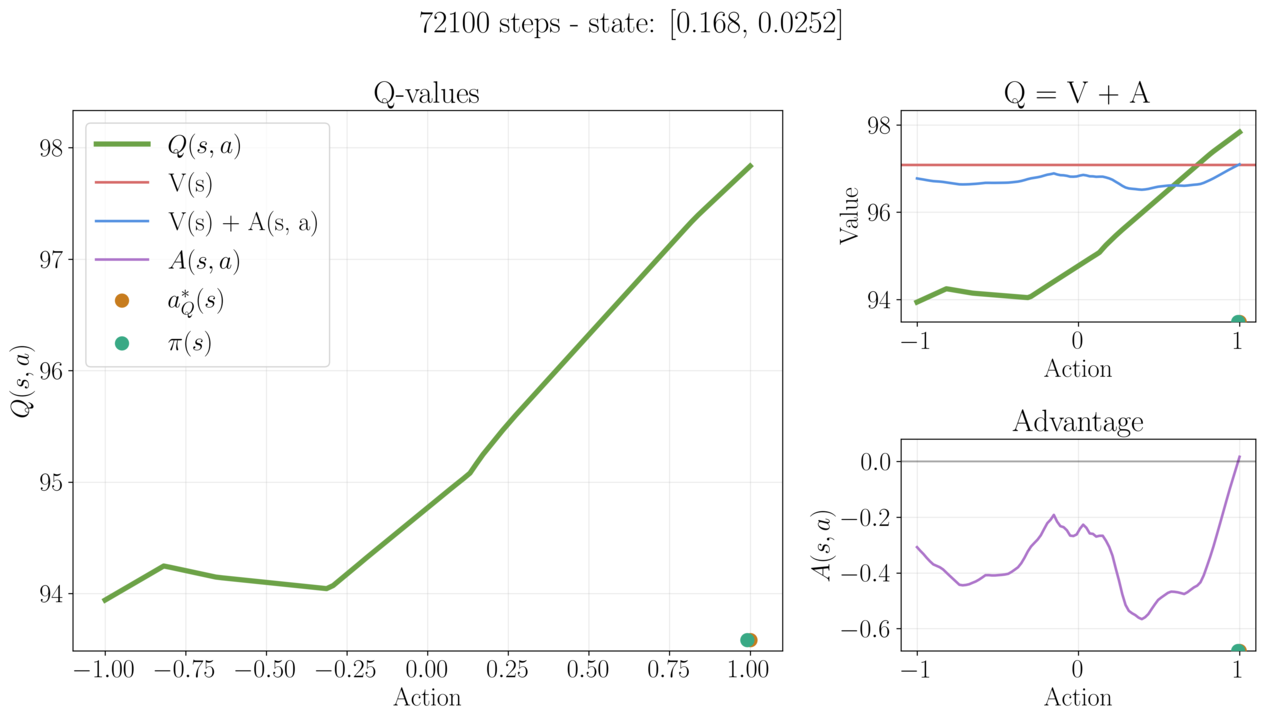 72100 steps - state: [0.168, 0.0252]
Q-values
Q(s, a)
98
97
96
95
94
−1.00 −0.75 −0.50 −0.25 0.00 0.25 0.50 0.75 1.00
Action
Q(s, a)
V(s)
V(s) + A(s, a)
A(s, a)
a*Q(s)
π(s)
Q = V + A
Value
98
96
94
−1 0 1
Action
Advantage
A(s, a)
0.0
−0.2
−0.4
−0.6
−1 0 1
Action